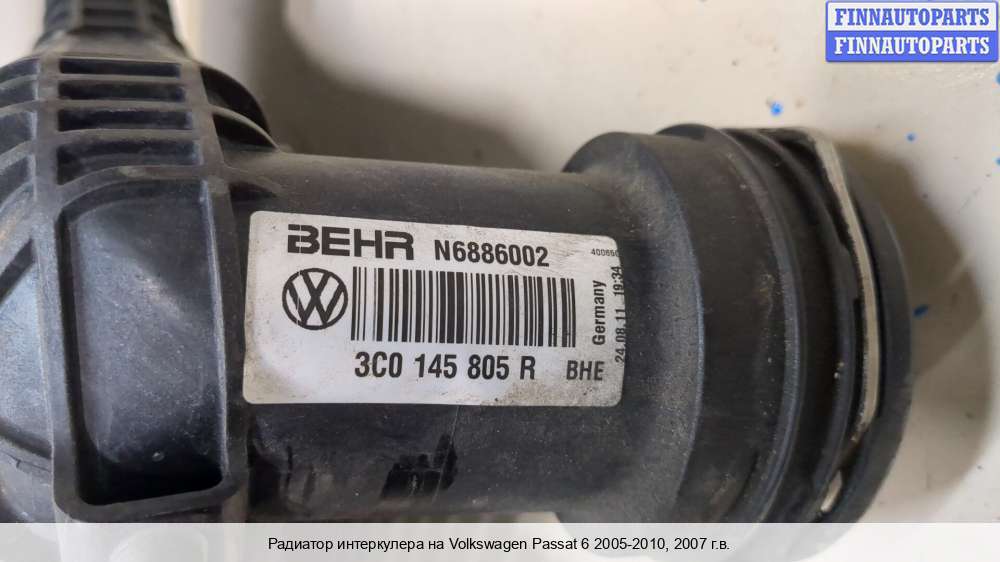 FINNAUTOPARTS
FINNAUTOPARTS
BEHR N6886002
Germany
24.08.11 19:34
3C0 145 805 R BHE
Радиатор интеркулера на Volkswagen Passat 6 2005-2010, 2007 г.в.